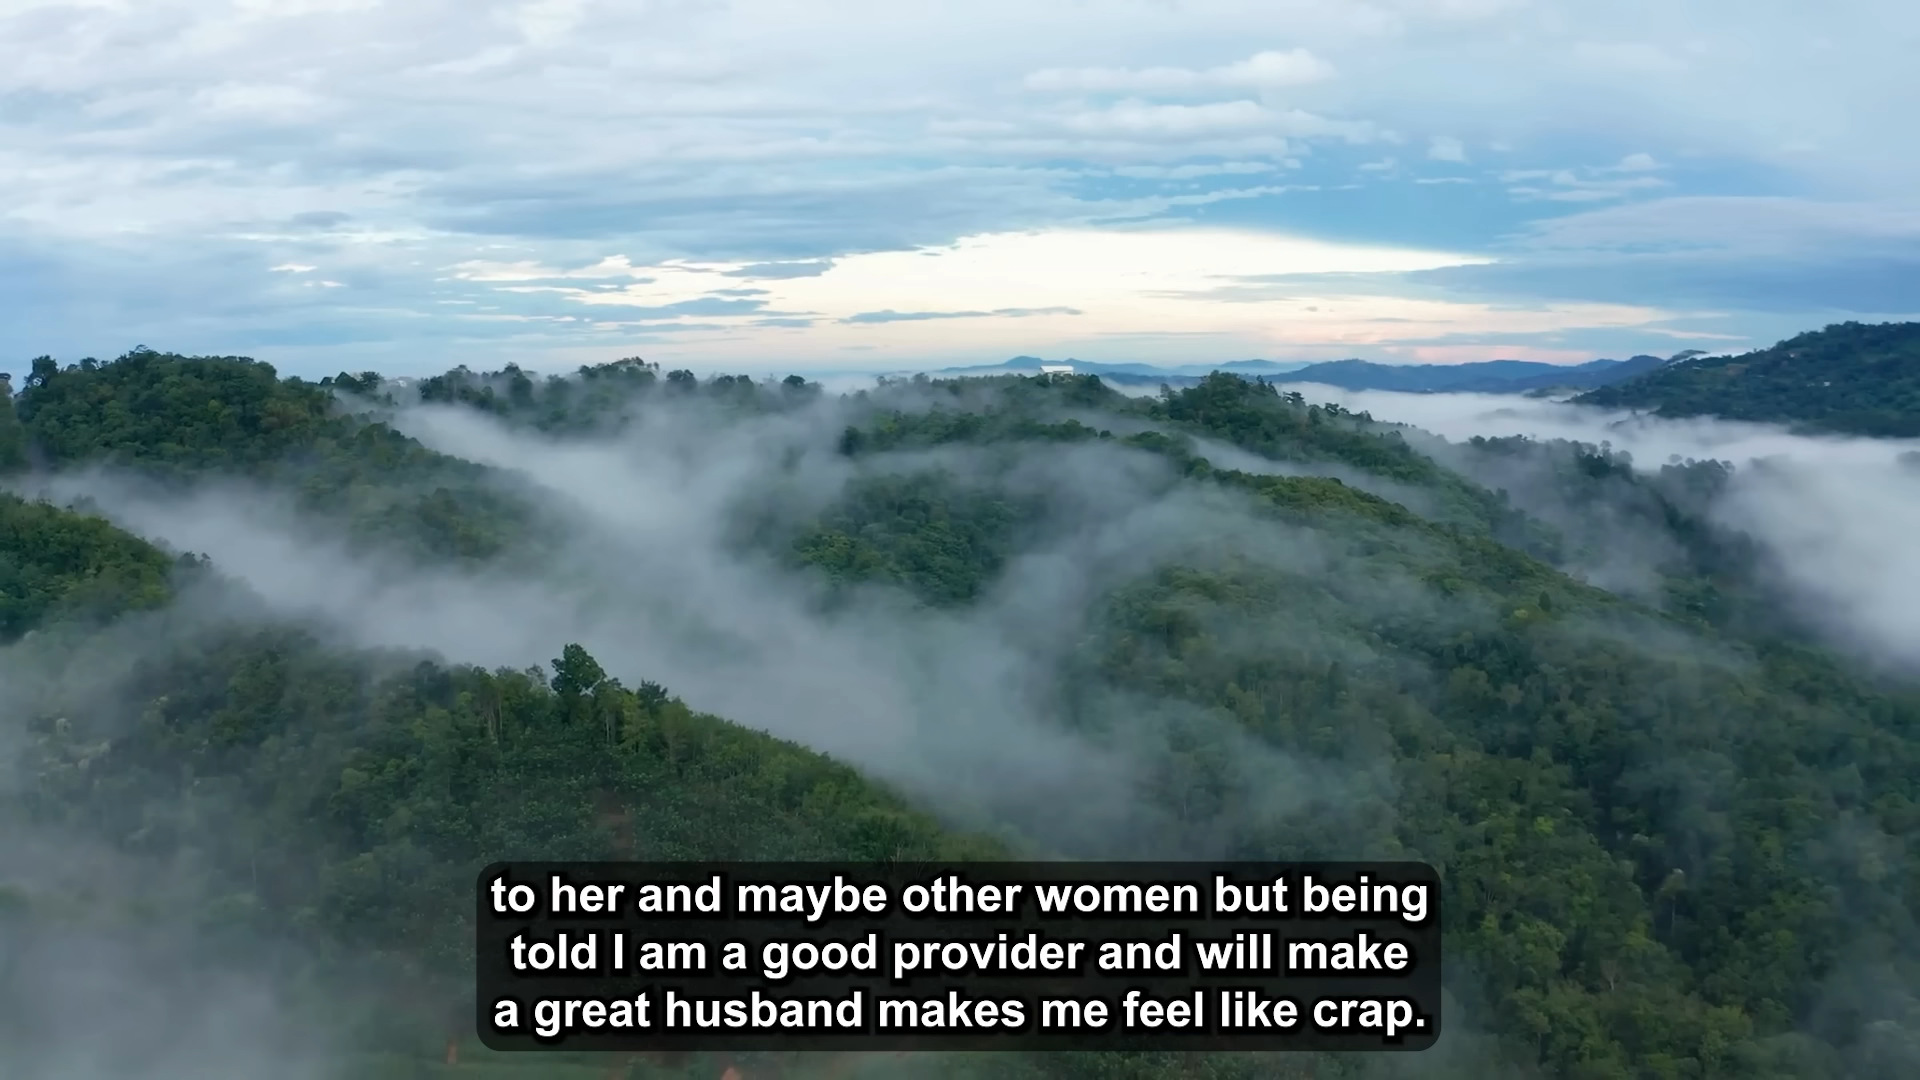 to her and maybe other women but being
told I am a good provider and will make
a great husband makes me feel like crap.